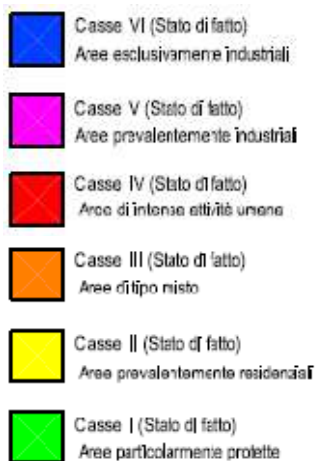 Casse VI (Stato di fatto)
Aree esclusivamente industriali
Casse V (Stato di fatto)
Aree prevalentemente industriali
Casse IV (Stato di fatto)
Aree di intense attività umane
Casse III (Stato di fatto)
Aree di tipo misto
Casse II (Stato di fatto)
Aree prevalentemente residenziali
Casse I (Stato di fatto)
Aree particolarmente protette